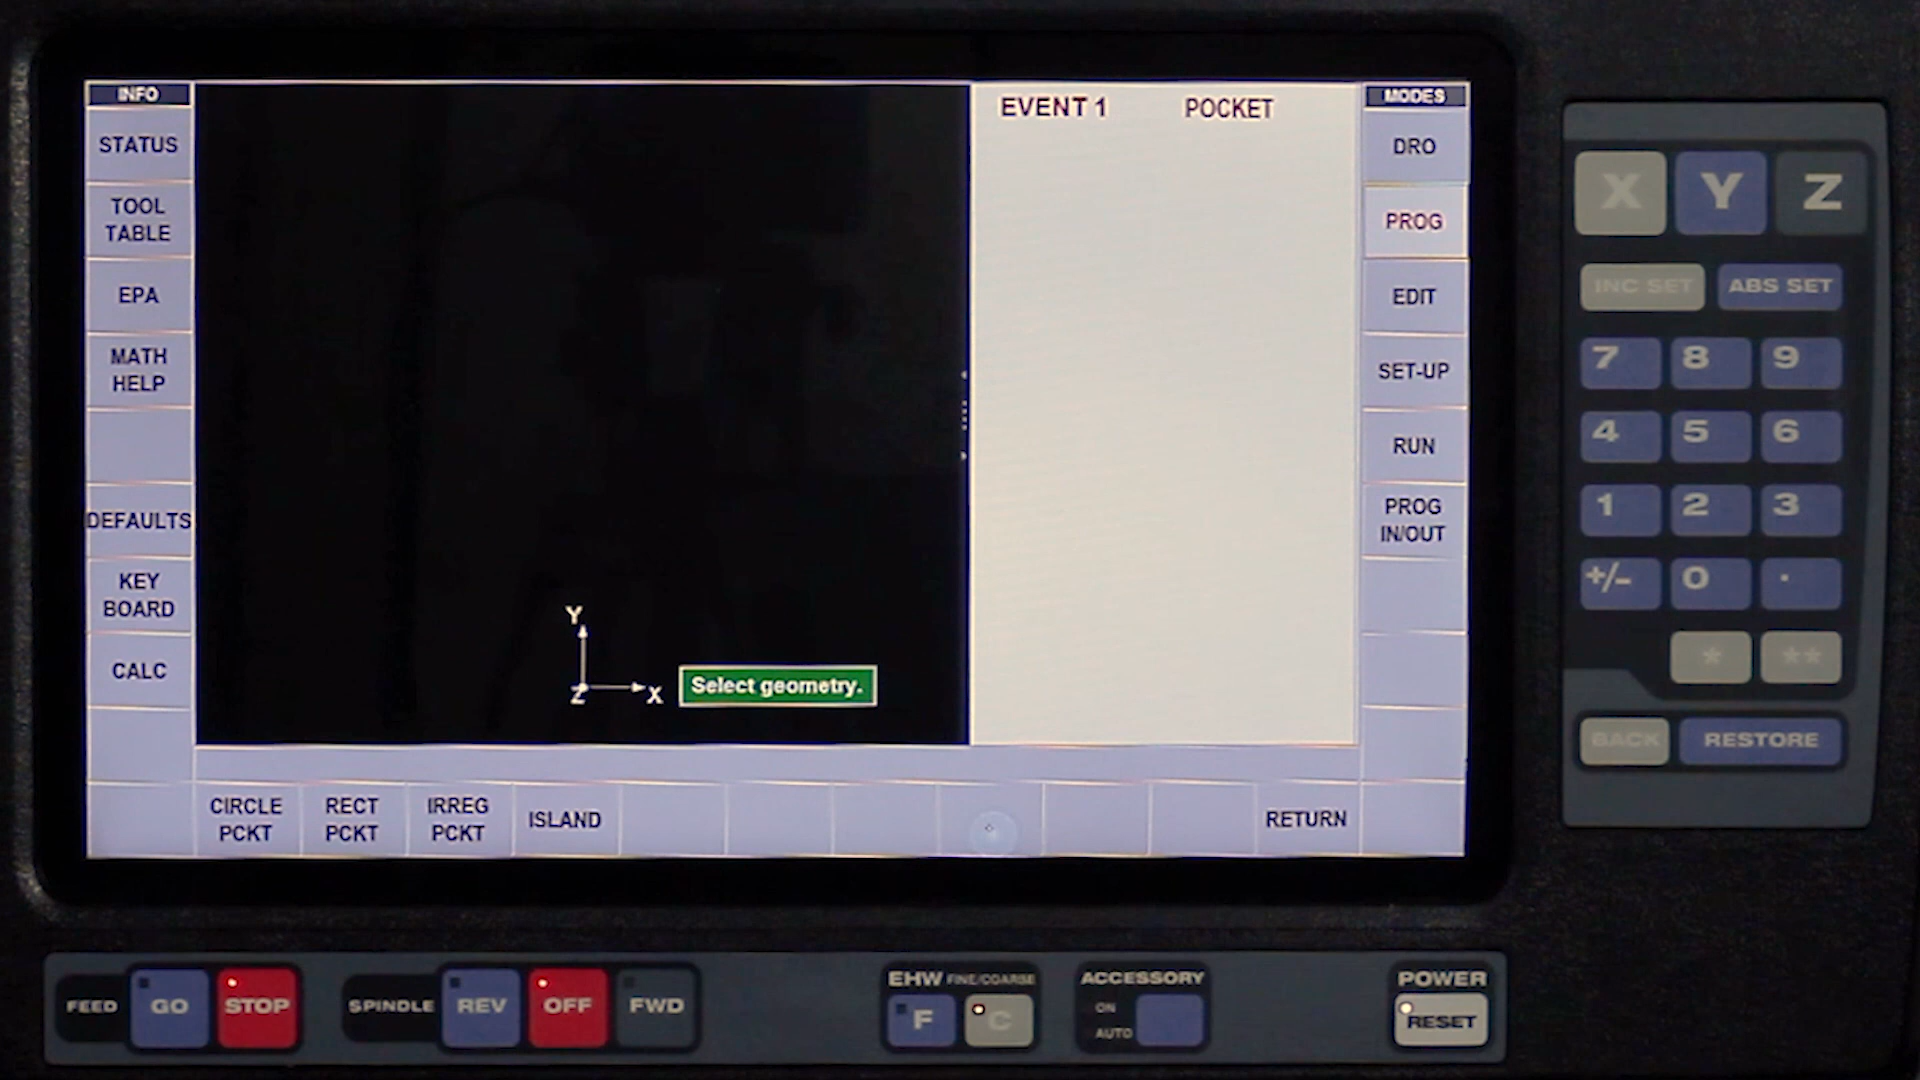 INFO
STATUS
TOOL
TABLE
EPA
MATH
HELP
DEFAULTS
KEY
BOARD
CALC
EVENT 1 POCKET
Y
Z X
Select geometry.
CIRCLE
PCKT
RECT
PCKT
IRREG
PCKT
ISLAND
RETURN
MODES
DRO
PROG
EDIT
SET-UP
RUN
PROG
IN/OUT
X Y Z
INC SET ABS SET
7 8 9
4 5 6
1 2 3
+/- 0 .
* **
BACK RESTORE
FEED GO STOP
SPINDLE REV OFF FWD
EHW FINE/COARSE
F C
ACCESSORY
ON
AUTO
POWER
RESET